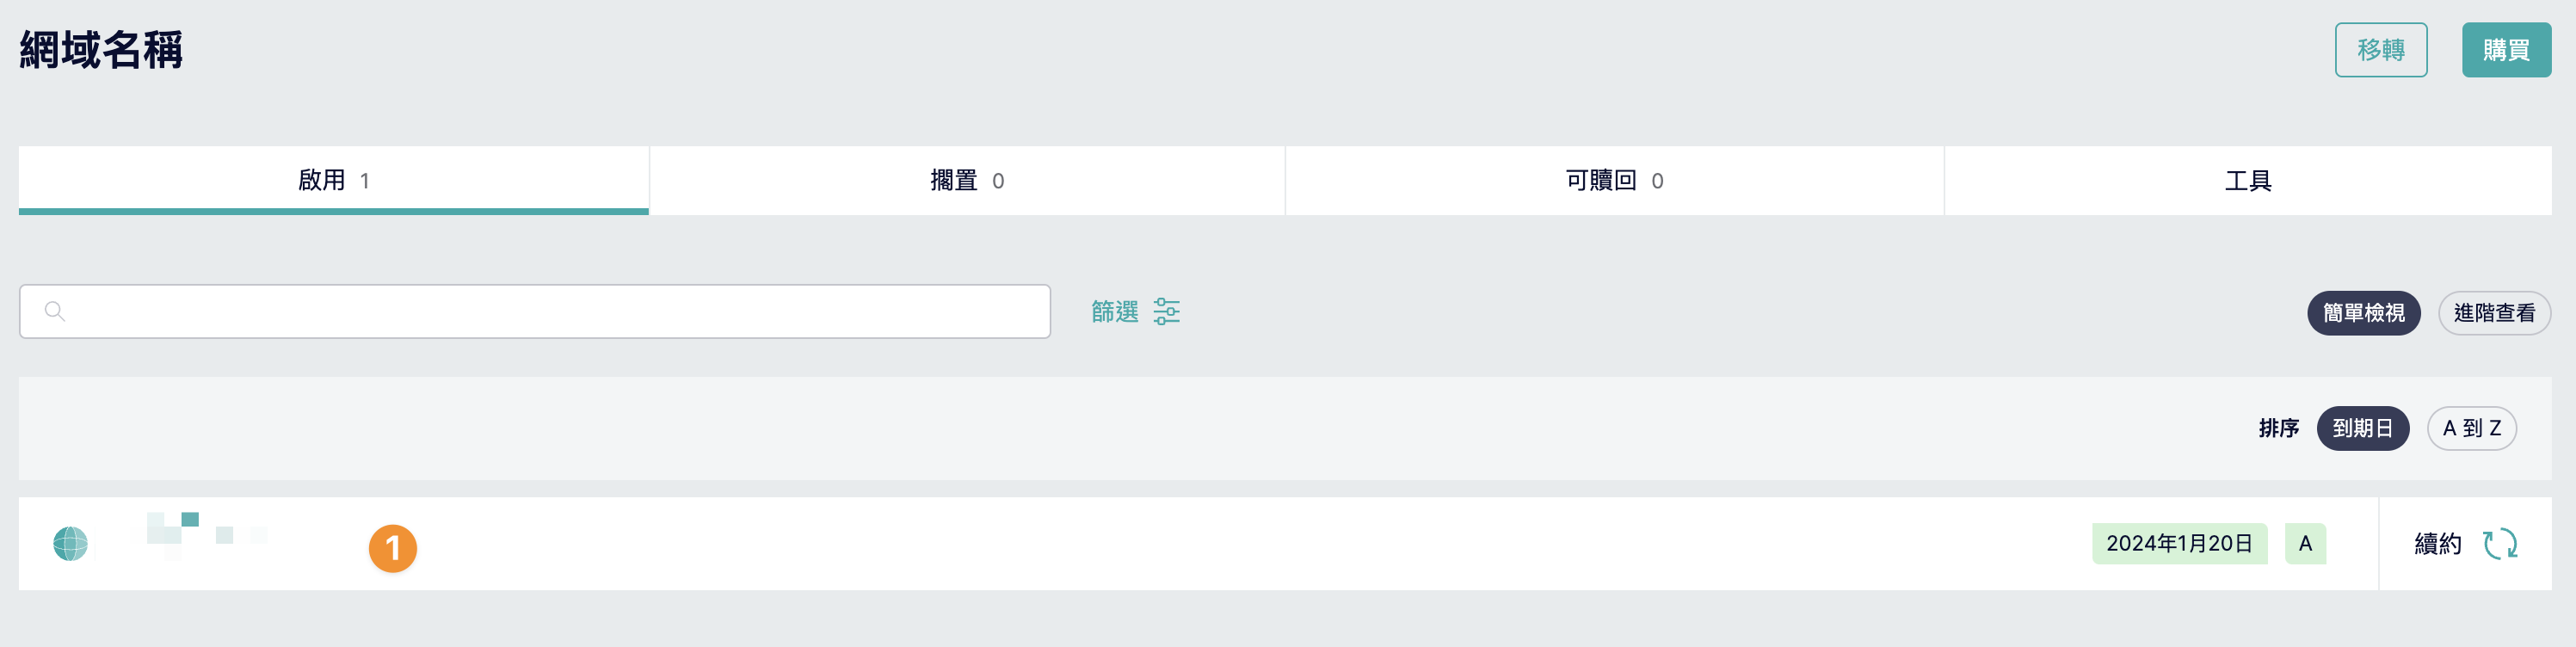 網域名稱
移轉 購買
啟用 1 擱置 0 可贖回 0 工具
篩選 簡單檢視 進階查看
排序 到期日 A 到 Z
1 2024年1月20日 A 續約